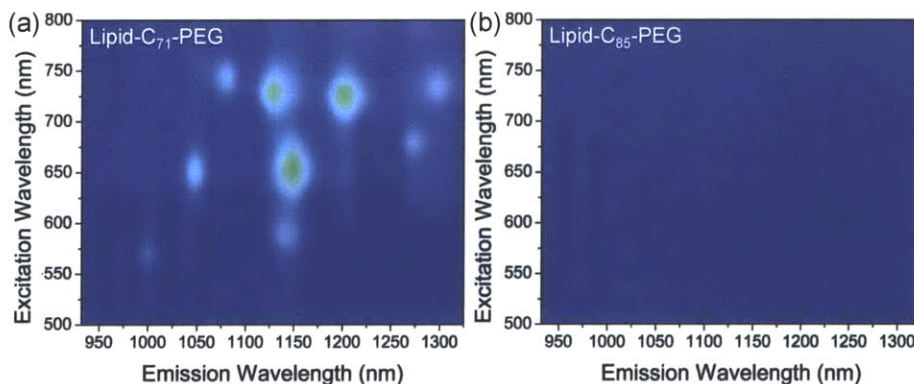 (a)
Lipid-C₇₁-PEG
Excitation Wavelength (nm)
800
750
700
650
600
550
500
950 1000 1050 1100 1150 1200 1250 1300
Emission Wavelength (nm)
(b)
Lipid-C₈₅-PEG
Excitation Wavelength (nm)
800
750
700
650
600
550
500
950 1000 1050 1100 1150 1200 1250 1300
Emission Wavelength (nm)